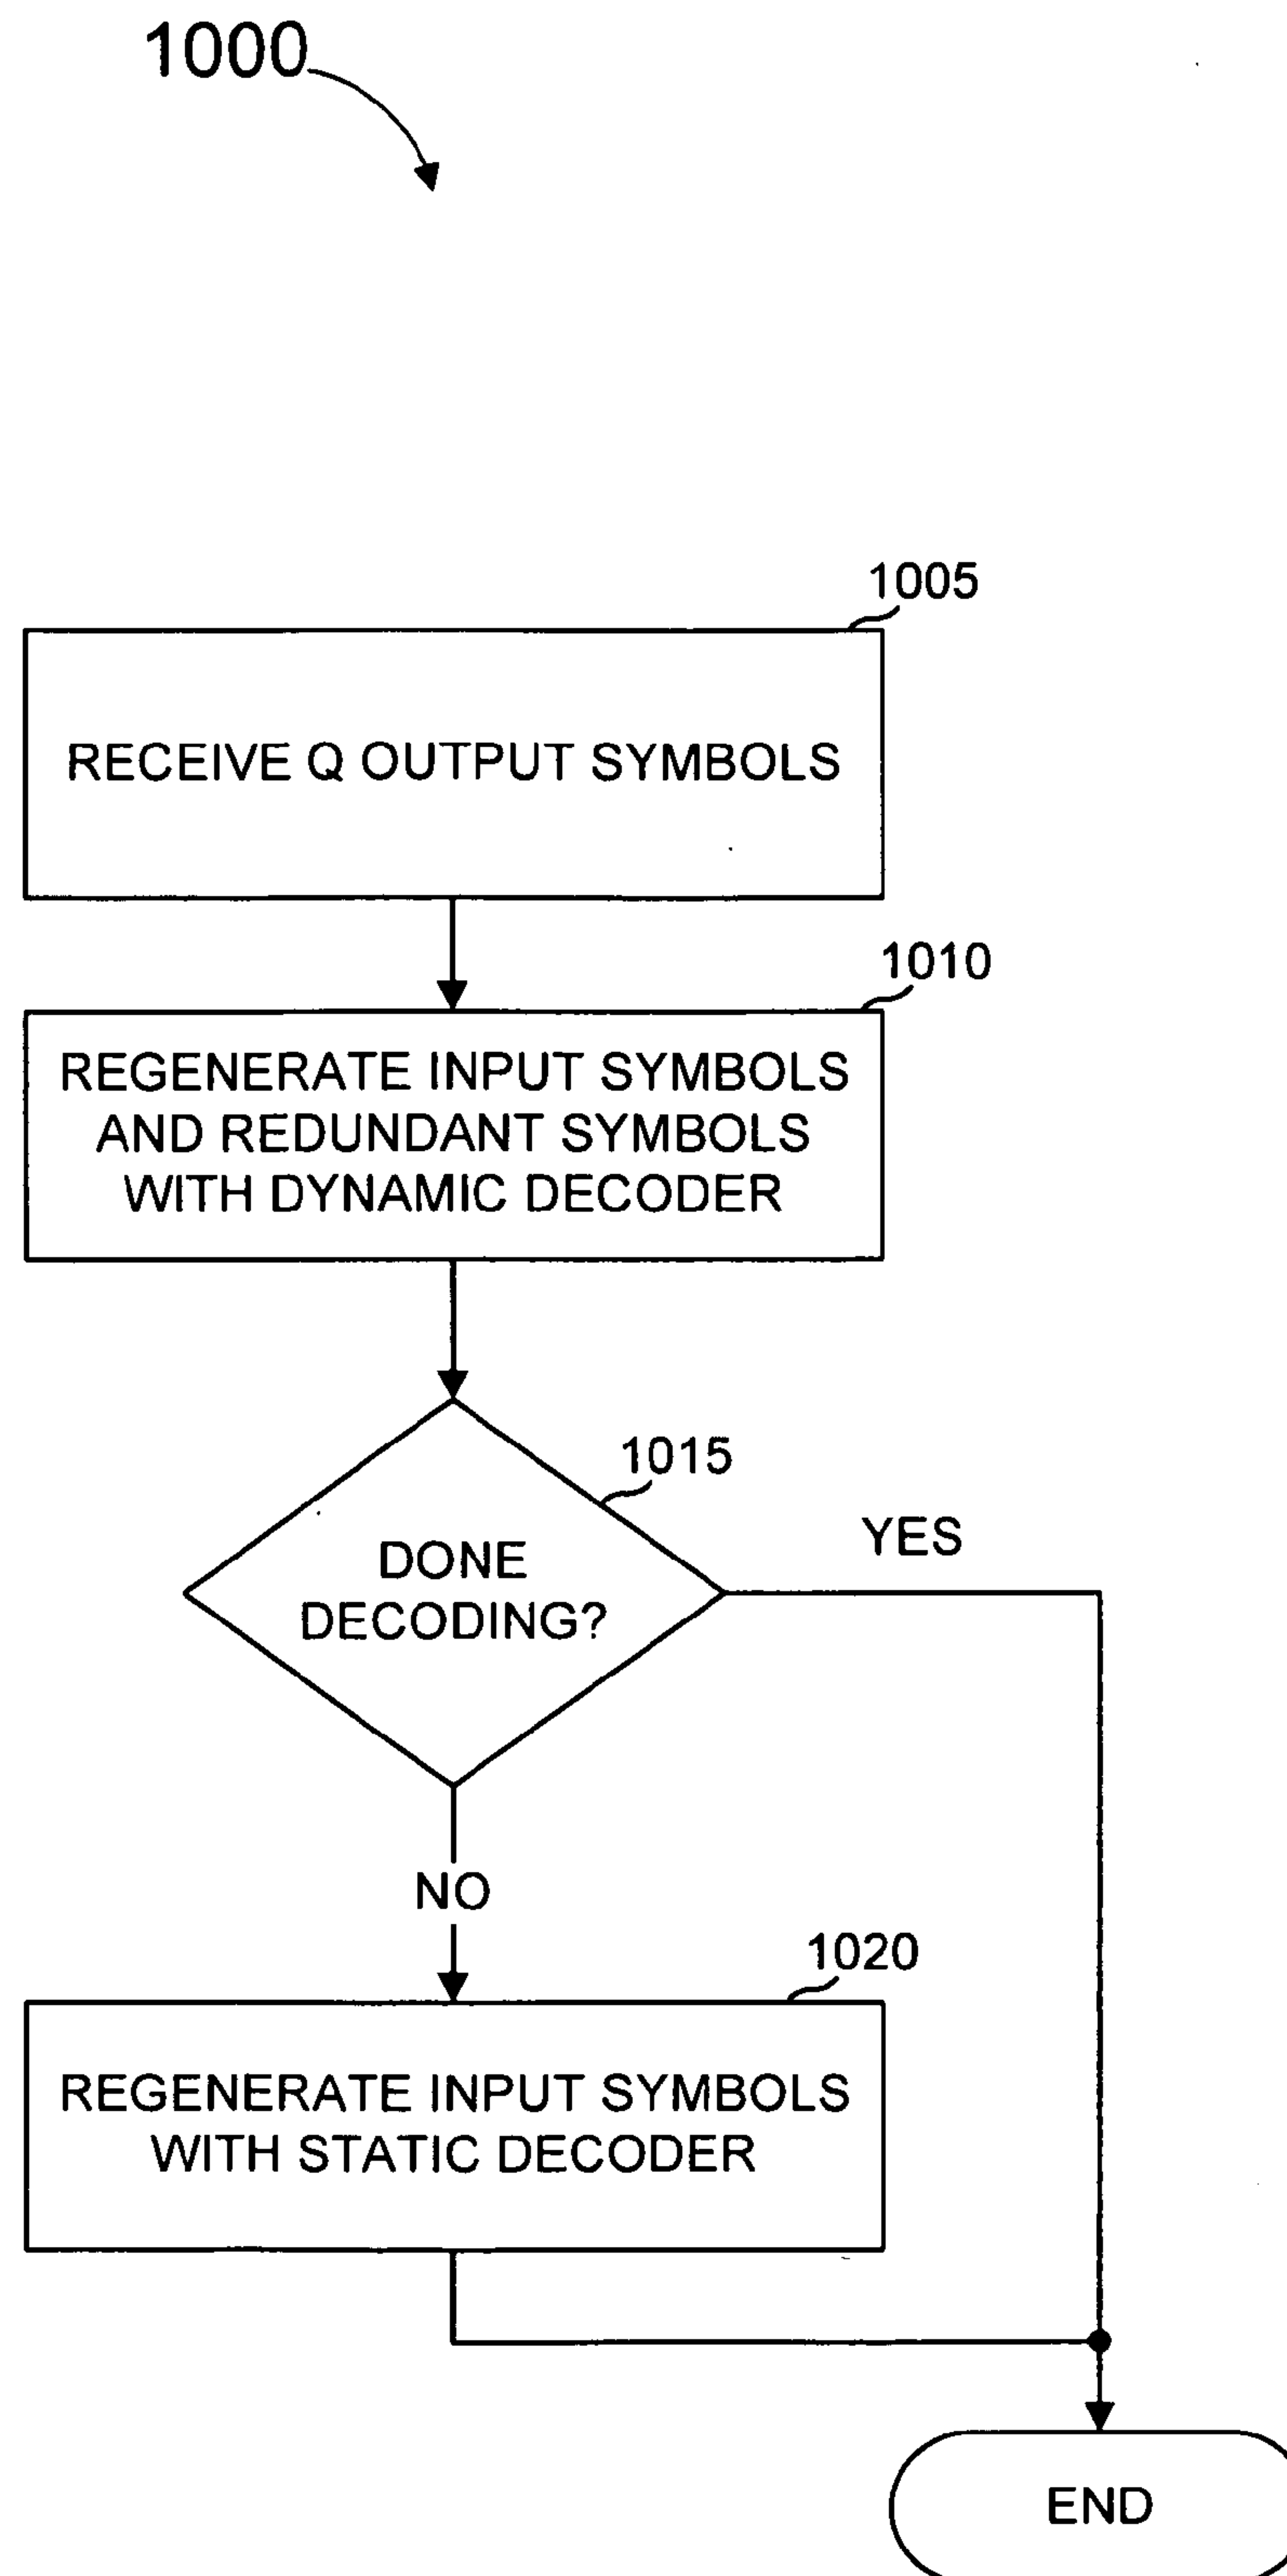 1000
1005
RECEIVE Q OUTPUT SYMBOLS
1010
REGENERATE INPUT SYMBOLS
AND REDUNDANT SYMBOLS
WITH DYNAMIC DECODER
1015
YES
DONE
DECODING?
NO
1020
REGENERATE INPUT SYMBOLS
WITH STATIC DECODER
END